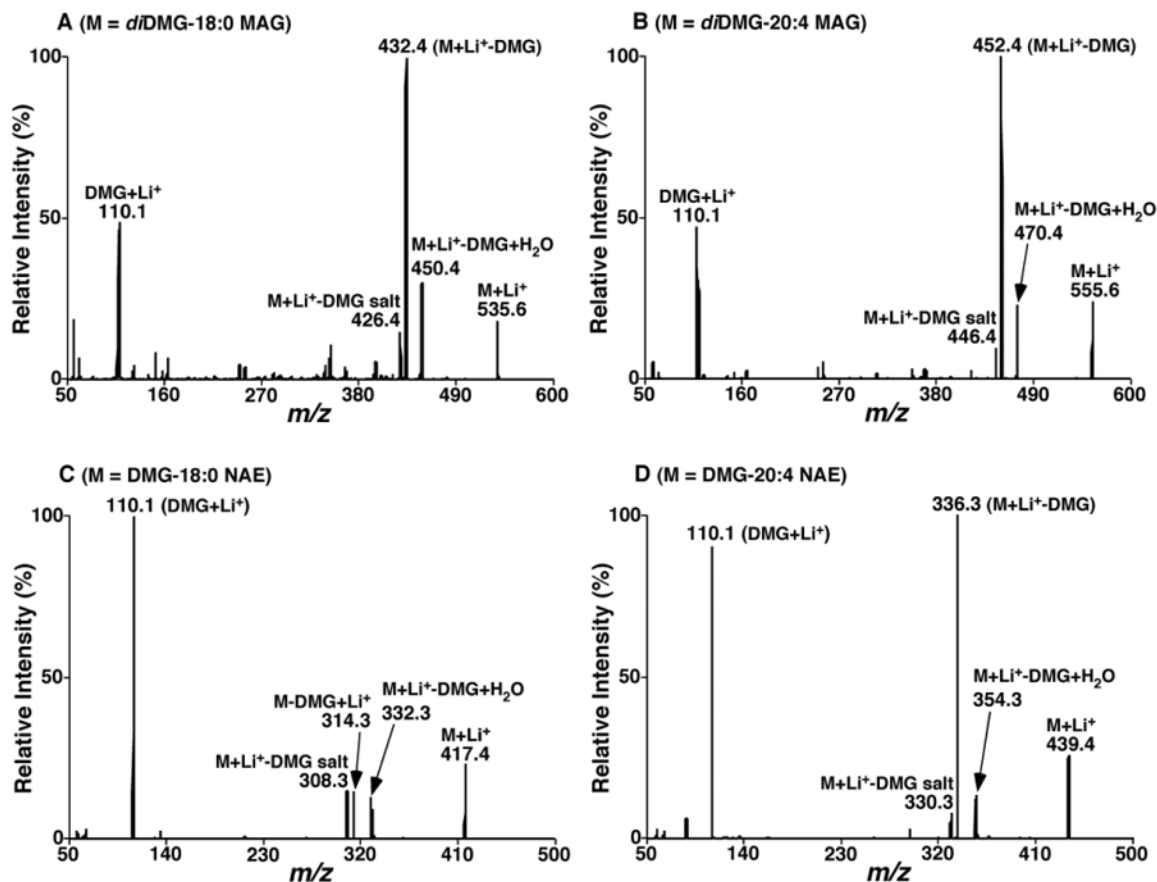 A (M = diDMG-18:0 MAG)
432.4 (M+Li⁺-DMG)
100
DMG+Li⁺
110.1
50
M+Li⁺-DMG+H₂O
450.4
M+Li⁺
535.6
M+Li⁺-DMG salt
426.4
0
50 160 270 380 490 600
m/z
Relative Intensity (%)
B (M = diDMG-20:4 MAG)
452.4 (M+Li⁺-DMG)
100
DMG+Li⁺
110.1
50
M+Li⁺-DMG+H₂O
470.4
M+Li⁺
555.6
M+Li⁺-DMG salt
446.4
0
50 160 270 380 490 600
m/z
Relative Intensity (%)
C (M = DMG-18:0 NAE)
110.1 (DMG+Li⁺)
100
50
M-DMG+Li⁺
314.3
M+Li⁺-DMG+H₂O
332.3
M+Li⁺
417.4
M+Li⁺-DMG salt
308.3
0
50 140 230 320 410 500
m/z
Relative Intensity (%)
D (M = DMG-20:4 NAE)
336.3 (M+Li⁺-DMG)
100
110.1 (DMG+Li⁺)
50
M+Li⁺-DMG+H₂O
354.3
M+Li⁺
439.4
M+Li⁺-DMG salt
330.3
0
50 140 230 320 410 500
m/z
Relative Intensity (%)